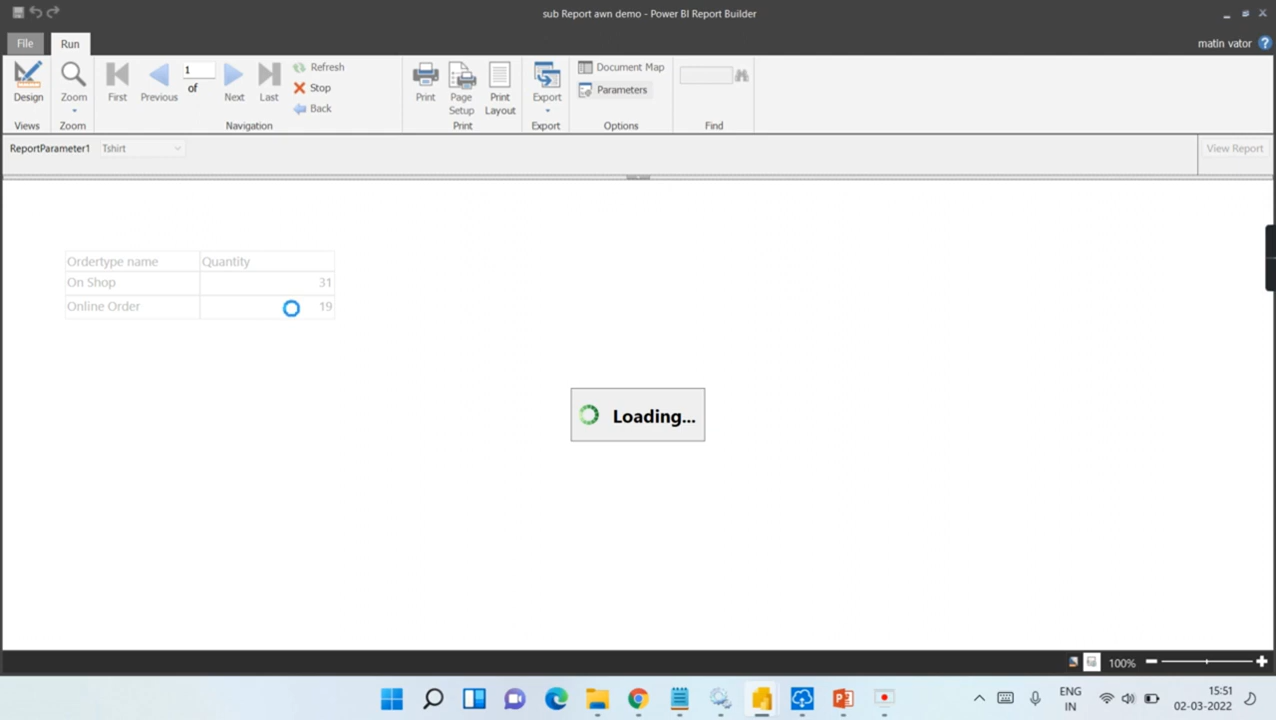 sub Report awn demo - Power BI Report Builder
File Run matin vator ?
Design Zoom First Previous 1 of Next Last Refresh Stop Back Print Page Setup Print Layout Export Document Map Parameters
Views Zoom Navigation Print Export Options Find
ReportParameter1 Tshirt View Report
Ordertype name Quantity
On Shop 31
Online Order 19
Loading...
100%
ENG 15:51
IN 02-03-2022